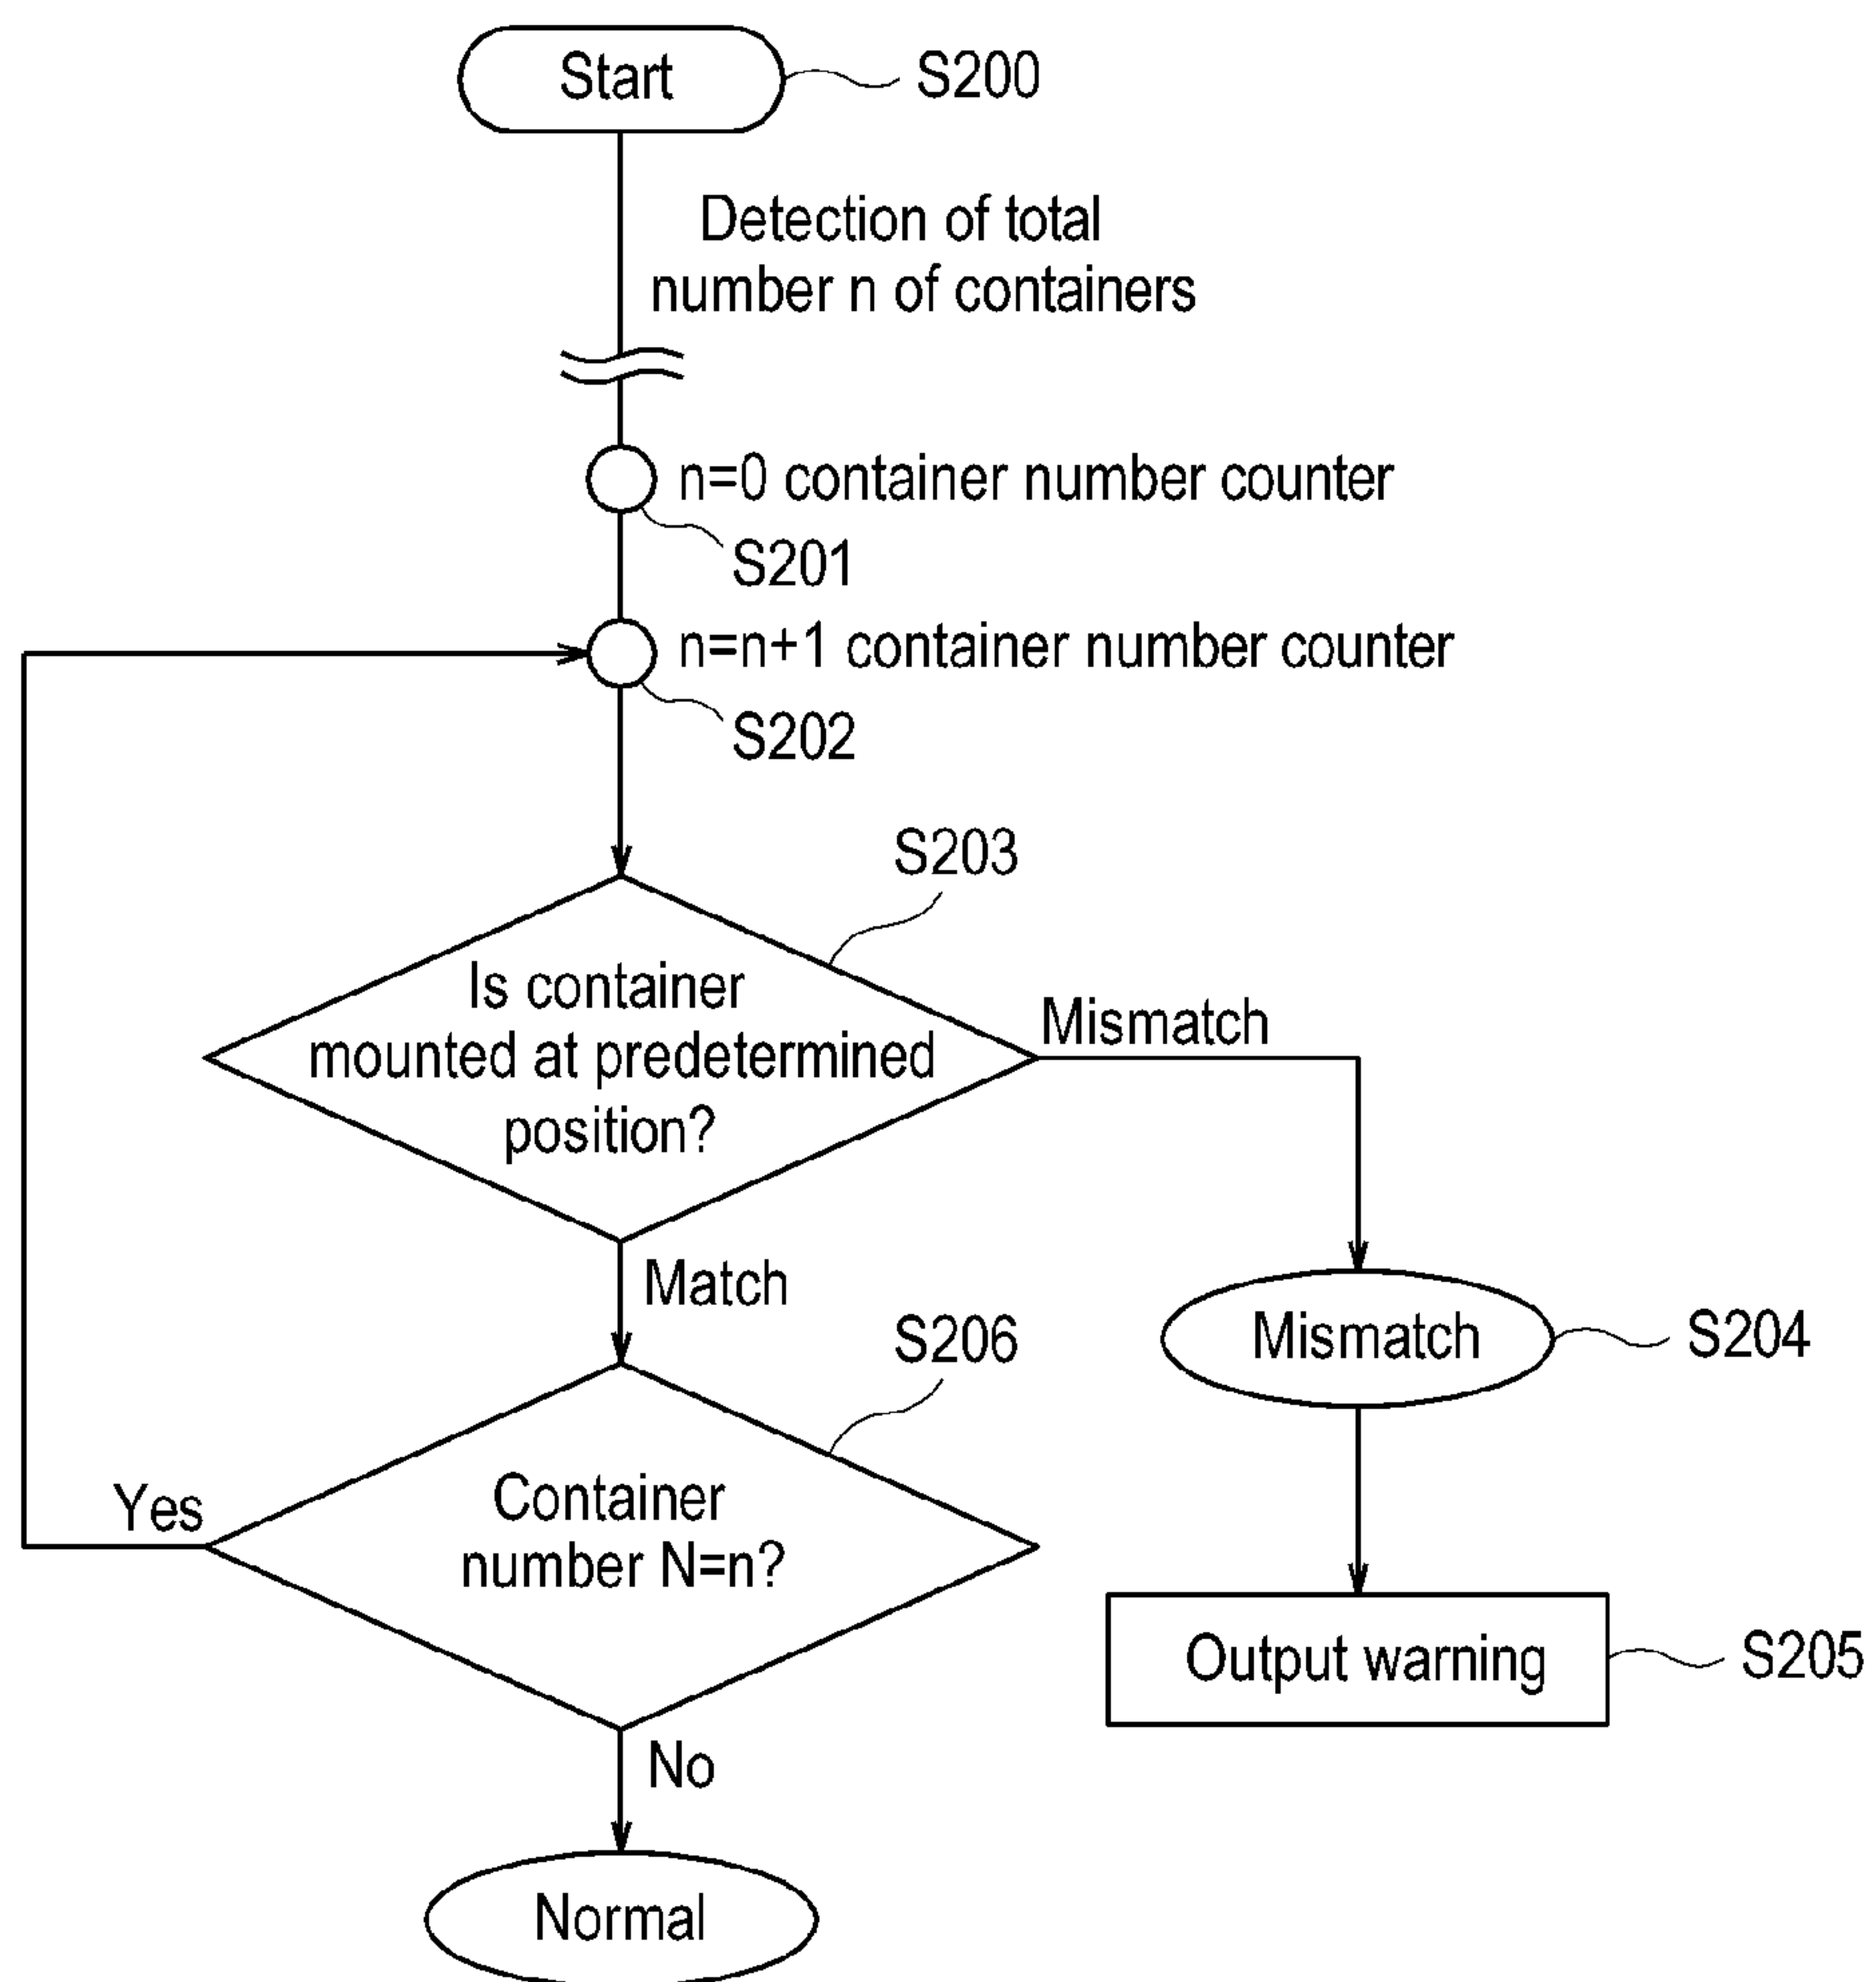 Start
S200
Detection of total
number n of containers
n=0 container number counter
S201
n=n+1 container number counter
S202
S203
Is container
mounted at predetermined
position?
Mismatch
Match
S206
Mismatch
S204
Yes
Container
number N=n?
Output warning
S205
No
Normal